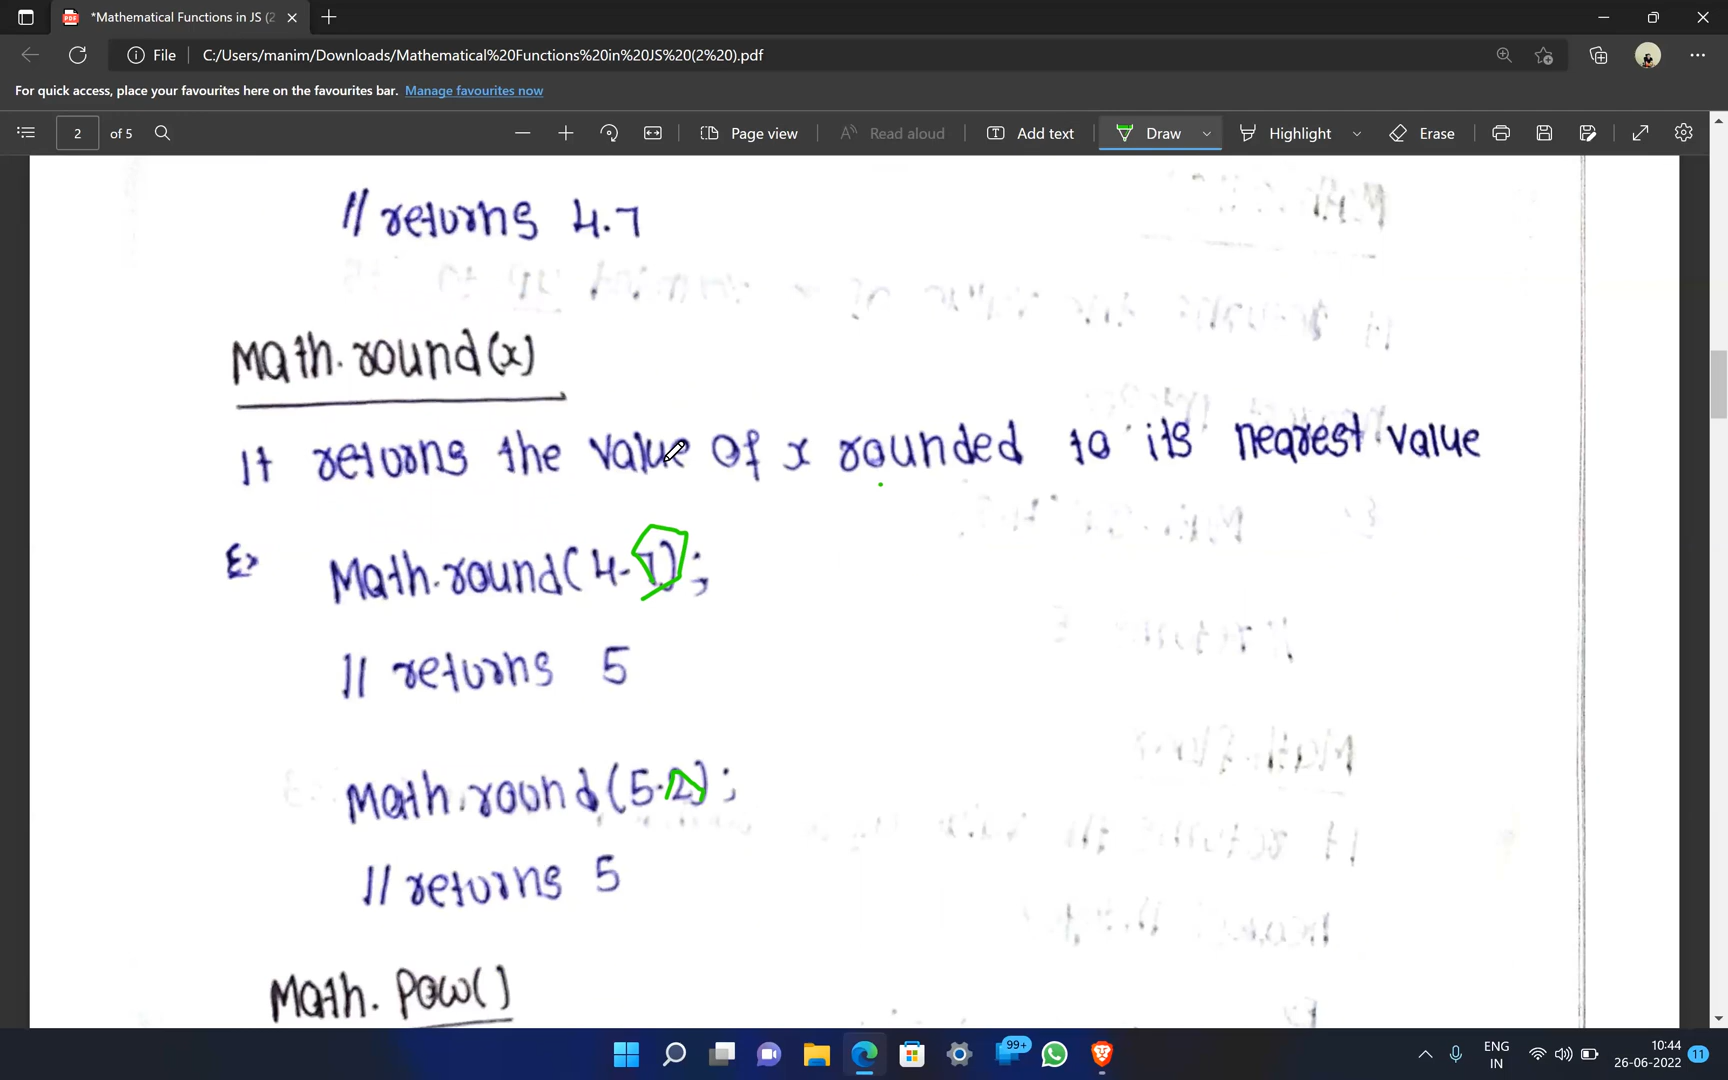 *Mathematical Functions in JS (2
File C:/Users/manim/Downloads/Mathematical%20Functions%20in%20JS%20(2%20).pdf
For quick access, place your favourites here on the favourites bar. Manage favourites now
2 of 5 Page view Read aloud Add text Draw Highlight Erase
// returns 4.7
Math.round(x)
It returns the value of x rounded to its nearest value
Ex Math.round(4.7);
// returns 5
Math.round(5.2);
// returns 5
Math. Pow()
99+
ENG
IN
10:44
26-06-2022
11